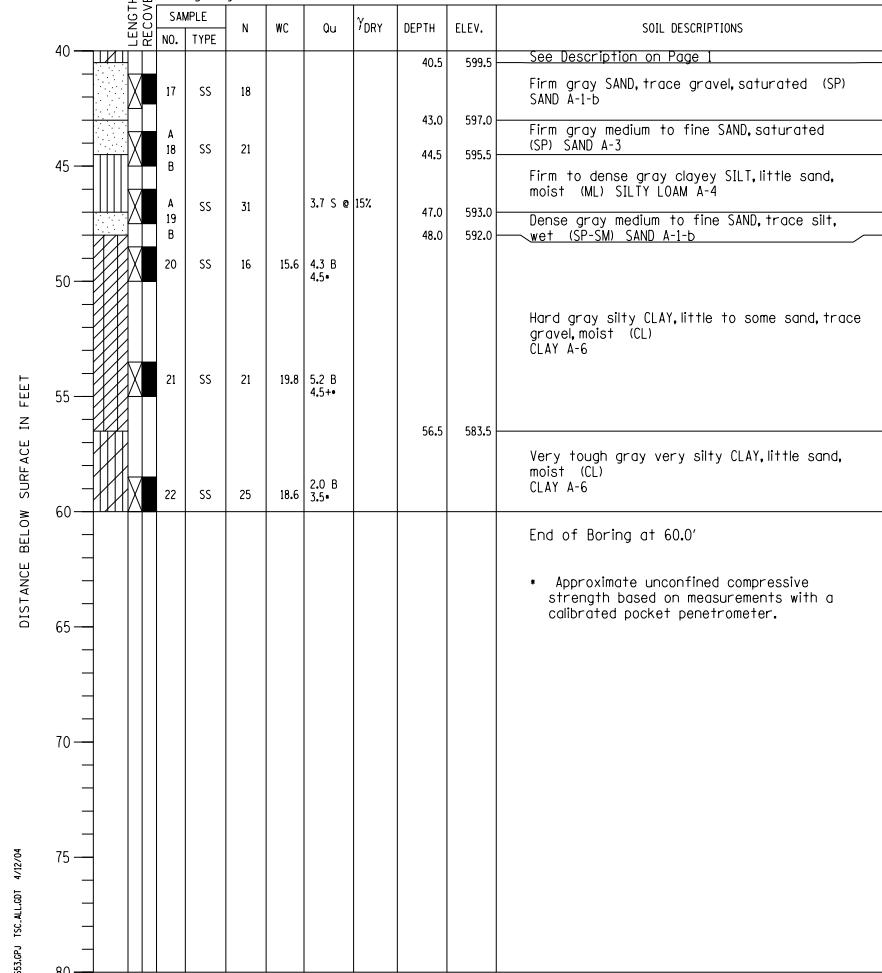 LENGTH
RECOVE
SAMPLE
NO. TYPE
N
WC
Qu
γDRY
DEPTH
ELEV.
SOIL DESCRIPTIONS
40
40.5 599.5 See Description on Page 1
17 SS 18 Firm gray SAND, trace gravel, saturated (SP)
SAND A-1-b
43.0 597.0
A
18 SS 21 Firm gray medium to fine SAND, saturated
(SP) SAND A-3
B
44.5 595.5
45
Firm to dense gray clayey SILT, little sand,
moist (ML) SILTY LOAM A-4
A
19 SS 31 3.7 S @ 15%
B
47.0 593.0
Dense gray medium to fine SAND, trace silt,
wet (SP-SM) SAND A-1-b
48.0 592.0
20 SS 16 15.6 4.3 B
4.5*
50
Hard gray silty CLAY, little to some sand, trace
gravel, moist (CL)
CLAY A-6
21 SS 21 19.8 5.2 B
4.5+*
55
56.5 583.5
Very tough gray very silty CLAY, little sand,
moist (CL)
CLAY A-6
22 SS 25 18.6 2.0 B
3.5*
60
End of Boring at 60.0'
* Approximate unconfined compressive
strength based on measurements with a
calibrated pocket penetrometer.
65
70
75
80
DISTANCE BELOW SURFACE IN FEET
553.GPJ TSC_ALL.GDT 4/12/04